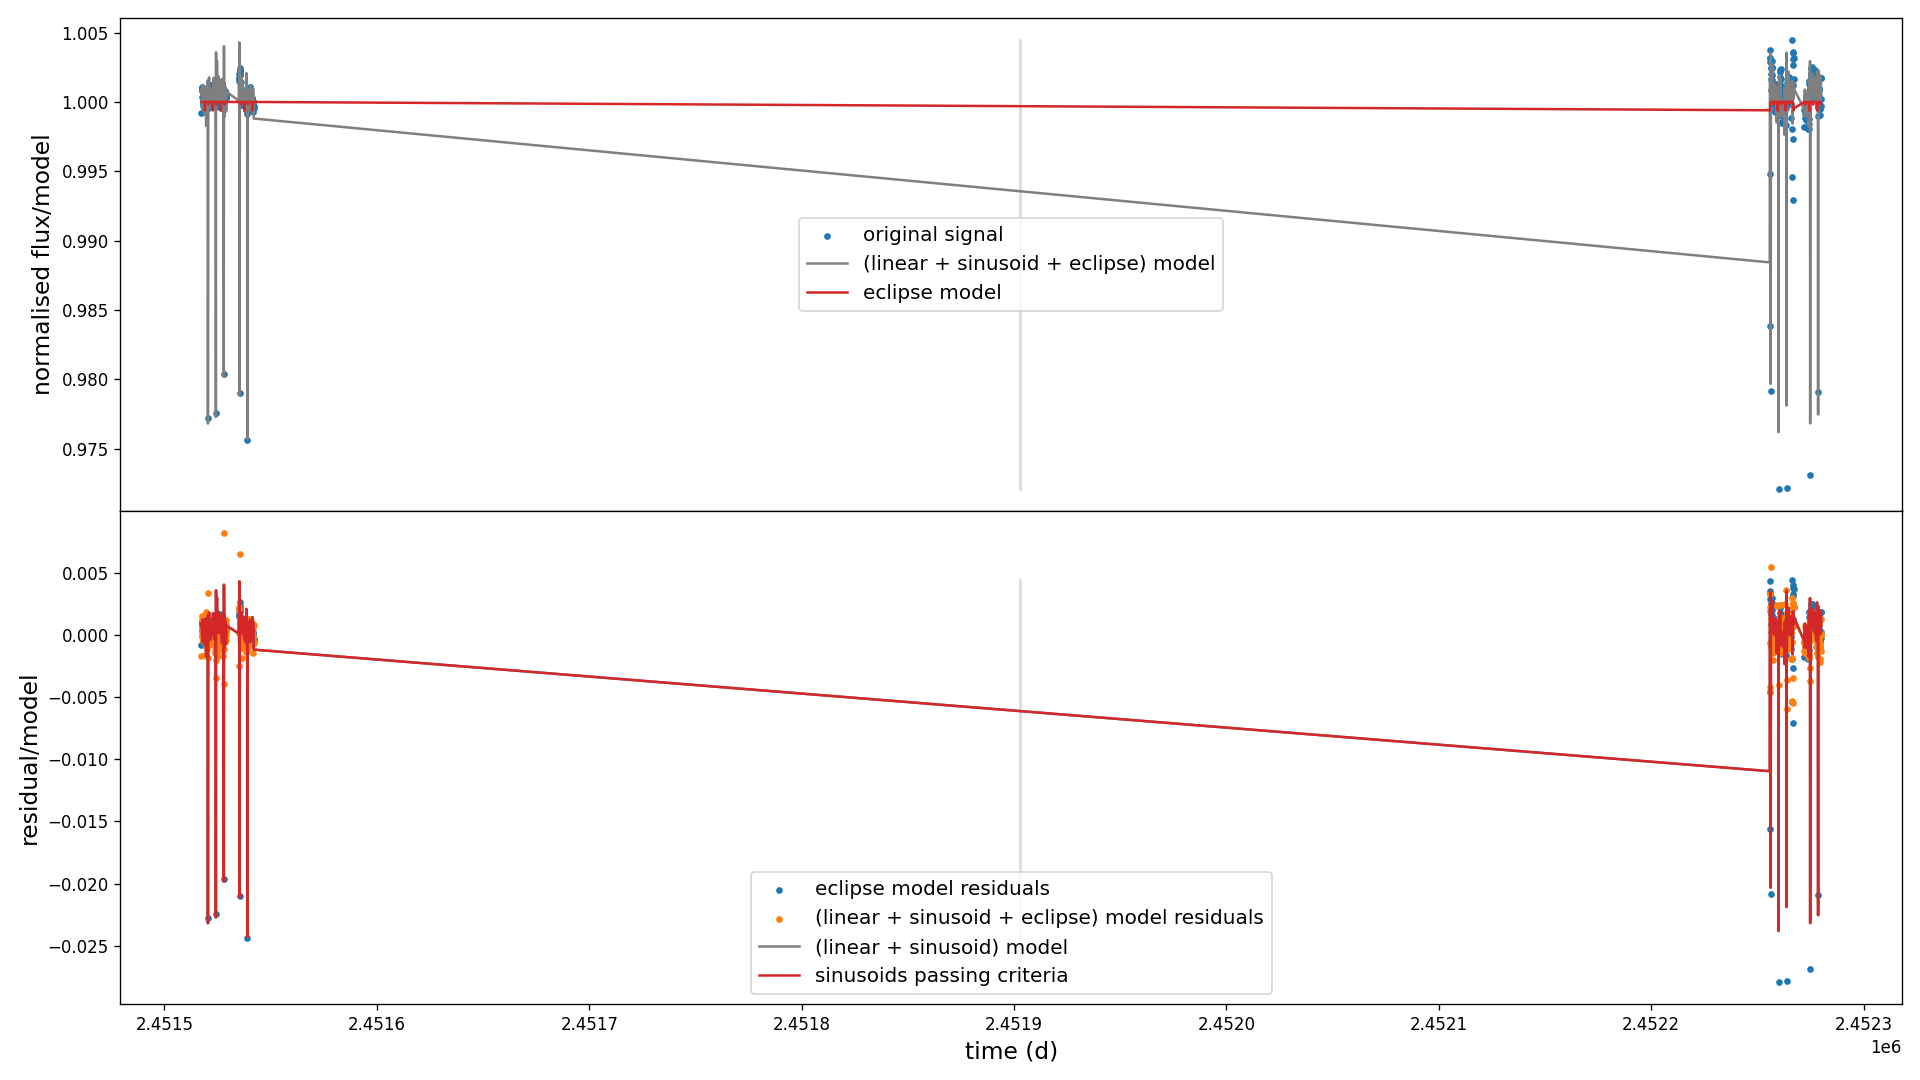 1.005
1.000
0.995
0.990
0.985
0.980
0.975
normalised flux/model
original signal
(linear + sinusoid + eclipse) model
eclipse model
0.005
0.000
−0.005
−0.010
−0.015
−0.020
−0.025
residual/model
eclipse model residuals
(linear + sinusoid + eclipse) model residuals
(linear + sinusoid) model
sinusoids passing criteria
2.4515 2.4516 2.4517 2.4518 2.4519 2.4520 2.4521 2.4522 2.4523
1e6
time (d)